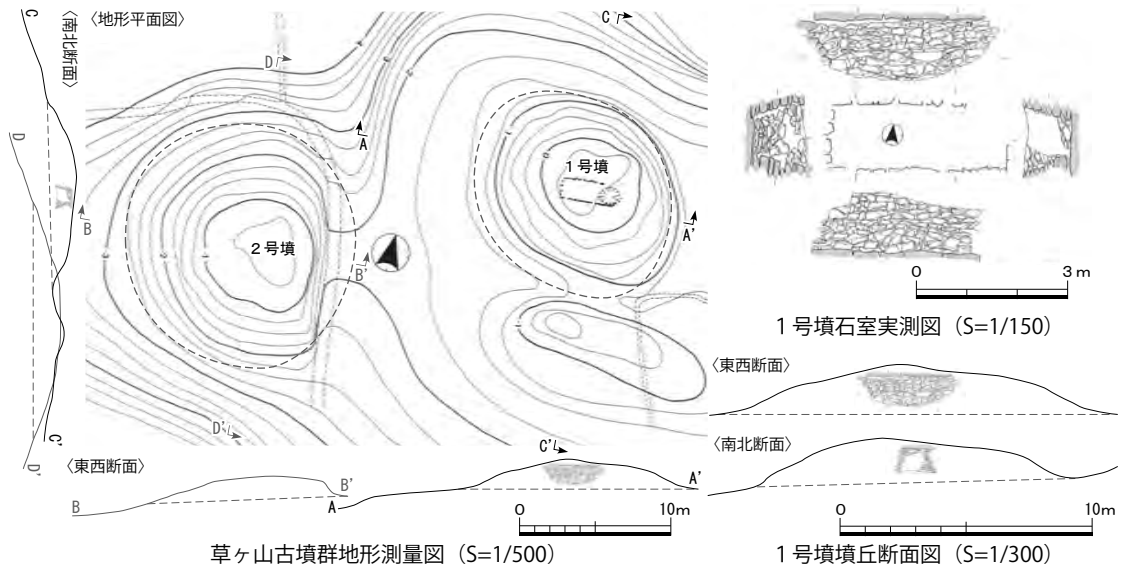 C
〈南北断面〉
D
B
C'
D'
〈地形平面図〉
C
D
A
1号墳
A'
2号墳
B'
D'
〈東西断面〉
C'
B
B'
A
A'
0
10m
草ヶ山古墳群地形測量図（S=1/500）
0
3m
1号墳石室実測図（S=1/150）
〈東西断面〉
〈南北断面〉
0
10m
1号墳墳丘断面図（S=1/300）